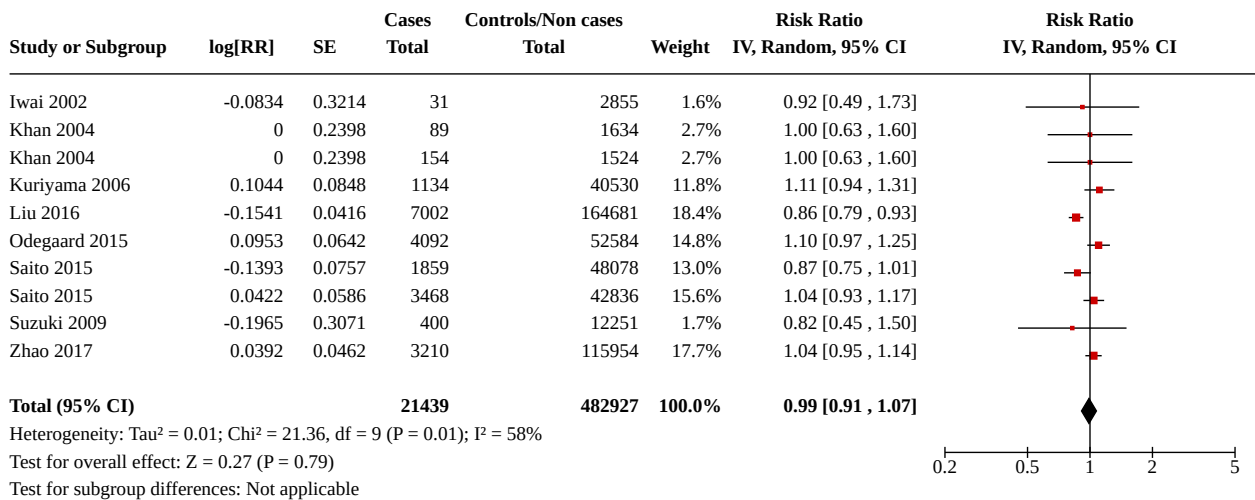 Cases Controls/Non cases Risk Ratio Risk Ratio
Study or Subgroup log[RR] SE Total Total Weight IV, Random, 95% CI IV, Random, 95% CI
Iwai 2002 -0.0834 0.3214 31 2855 1.6% 0.92 [0.49 , 1.73]
Khan 2004 0 0.2398 89 1634 2.7% 1.00 [0.63 , 1.60]
Khan 2004 0 0.2398 154 1524 2.7% 1.00 [0.63 , 1.60]
Kuriyama 2006 0.1044 0.0848 1134 40530 11.8% 1.11 [0.94 , 1.31]
Liu 2016 -0.1541 0.0416 7002 164681 18.4% 0.86 [0.79 , 0.93]
Odegaard 2015 0.0953 0.0642 4092 52584 14.8% 1.10 [0.97 , 1.25]
Saito 2015 -0.1393 0.0757 1859 48078 13.0% 0.87 [0.75 , 1.01]
Saito 2015 0.0422 0.0586 3468 42836 15.6% 1.04 [0.93 , 1.17]
Suzuki 2009 -0.1965 0.3071 400 12251 1.7% 0.82 [0.45 , 1.50]
Zhao 2017 0.0392 0.0462 3210 115954 17.7% 1.04 [0.95 , 1.14]
Total (95% CI) 21439 482927 100.0% 0.99 [0.91 , 1.07]
Heterogeneity: Tau² = 0.01; Chi² = 21.36, df = 9 (P = 0.01); I² = 58%
Test for overall effect: Z = 0.27 (P = 0.79)
Test for subgroup differences: Not applicable
0.2 0.5 1 2 5